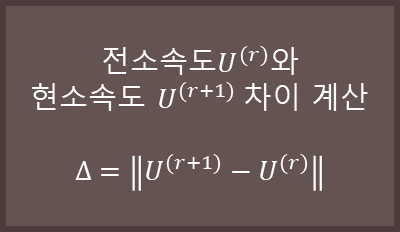 전소속도U^(r)와
현소속도 U^(r+1) 차이 계산
Δ = ‖U^(r+1) − U^(r)‖